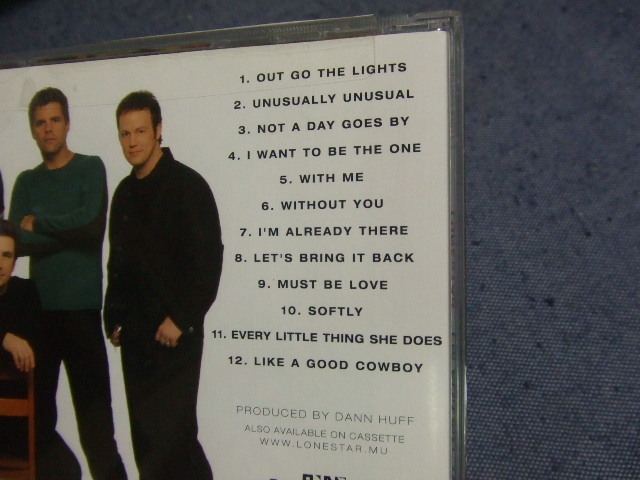 1. OUT GO THE LIGHTS
2. UNUSUALLY UNUSUAL
3. NOT A DAY GOES BY
4. I WANT TO BE THE ONE
5. WITH ME
6. WITHOUT YOU
7. I'M ALREADY THERE
8. LET'S BRING IT BACK
9. MUST BE LOVE
10. SOFTLY
11. EVERY LITTLE THING SHE DOES
12. LIKE A GOOD COWBOY
PRODUCED BY DANN HUFF
ALSO AVAILABLE ON CASSETTE
WWW.LONESTAR.MU